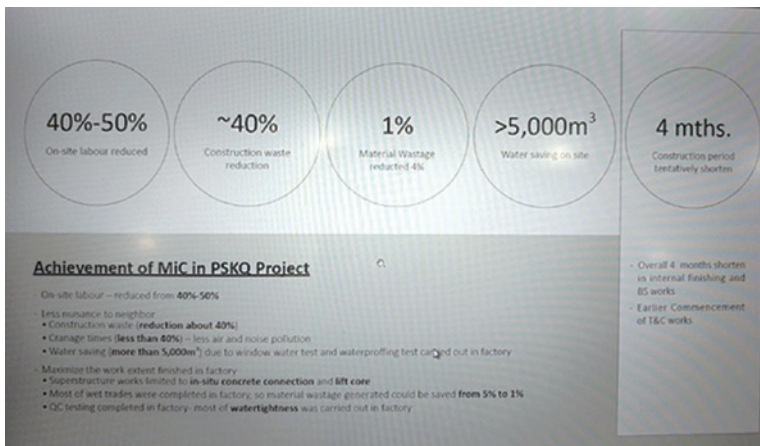 40%-50%
On-site labour reduced
~40%
Construction waste
reduction
1%
Material Wastage
reducted 4%
>5,000m³
Water saving on site
4 mths.
Construction period
tentatively shorten
Achievement of MiC in PSKQ Project
- On-site labour – reduced from 40%-50%
- Less nuisance to neighbor
• Construction waste (reduction about 40%)
• Cranage times (less than 40%) – less air and noise pollution
• Water saving (more than 5,000m³) due to window water test and waterproffing test carried out in factory
- Maximize the work extent finished in factory
• Superstructure works limited to in-situ concrete connection and lift core
• Most of wet trades were completed in factory, so material wastage generated could be saved from 5% to 1%
• QC testing completed in factory- most of watertightness was carried out in factory
- Overall 4 months shorten
in internal finishing and
BS works
- Earlier Commencement
of T&C works